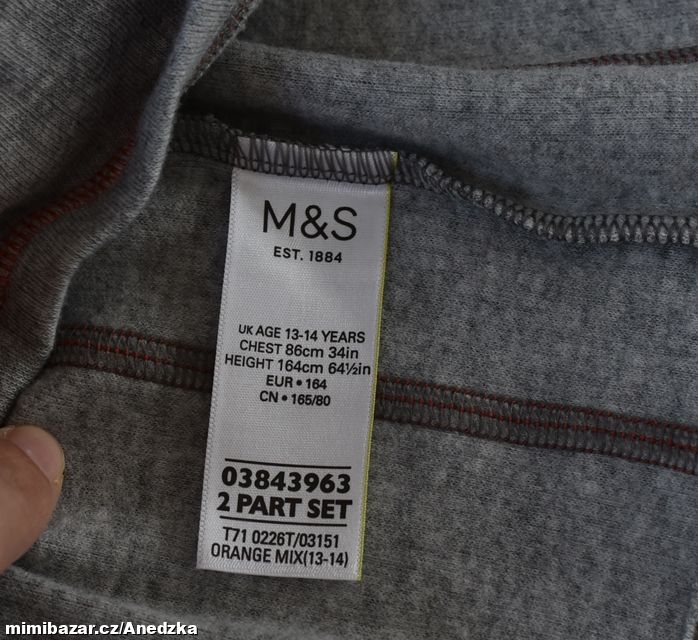 M&S
EST. 1884
UK AGE 13-14 YEARS
CHEST 86cm 34in
HEIGHT 164cm 64½in
EUR • 164
CN • 165/80
03843963
2 PART SET
T71 0226T/03151
ORANGE MIX(13-14)
mimibazar.cz/Anedzka